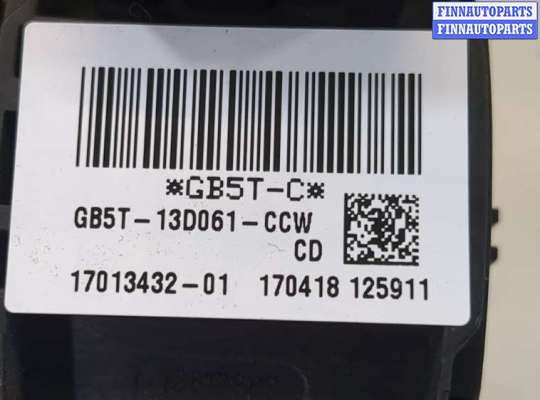 FINNAUTOPARTS
FINNAUTOPARTS
*GB5T-C*
GB5T-13D061-CCW
CD
17013432-01 170418 125911